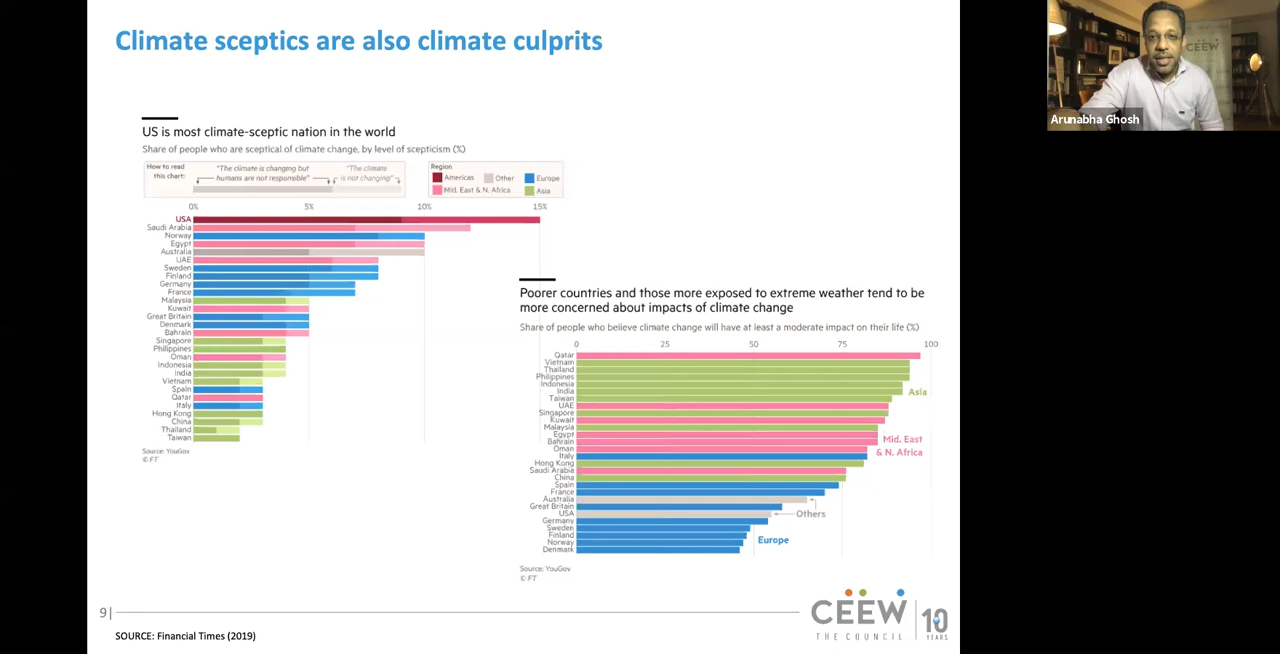 Climate sceptics are also climate culprits
US is most climate-sceptic nation in the world
Share of people who are sceptical of climate change, by level of scepticism (%)
How to read
this chart:
"The climate is changing but
humans are not responsible"
"The climate
is not changing"
Region
Americas
Other
Europe
Mid. East & N. Africa
Asia
0%
5%
10%
15%
USA
Saudi Arabia
Norway
Egypt
Australia
UAE
Sweden
Finland
Germany
France
Malaysia
Kuwait
Great Britain
Denmark
Bahrain
Singapore
Philippines
Oman
Indonesia
India
Vietnam
Spain
Qatar
Italy
Hong Kong
China
Thailand
Taiwan
Source: YouGov
© FT
Poorer countries and those more exposed to extreme weather tend to be
more concerned about impacts of climate change
Share of people who believe climate change will have at least a moderate impact on their life (%)
0
25
50
75
100
Qatar
Vietnam
Thailand
Philippines
Indonesia
India
Taiwan
UAE
Singapore
Kuwait
Malaysia
Egypt
Bahrain
Oman
Italy
Hong Kong
Saudi Arabia
China
Spain
France
Australia
Great Britain
USA
Germany
Sweden
Finland
Norway
Denmark
Asia
Mid. East
& N. Africa
Others
Europe
Source: YouGov
© FT
9|
SOURCE: Financial Times (2019)
CEEW
THE COUNCIL
10
YEARS
CEEW
Arunabha Ghosh